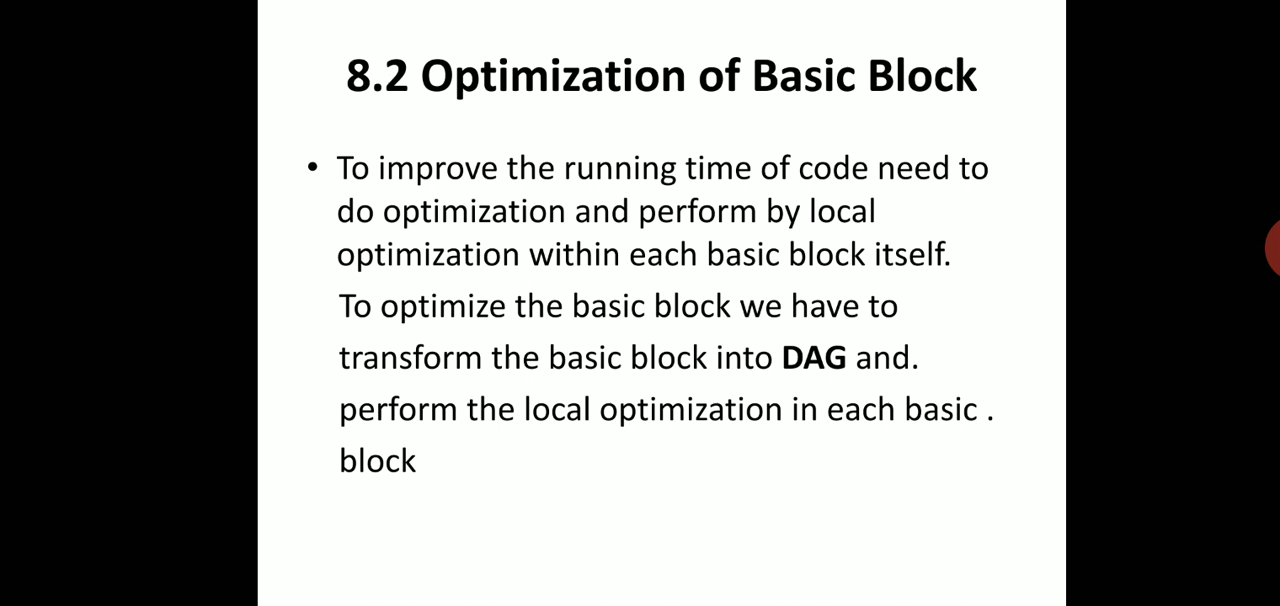 8.2 Optimization of Basic Block
• To improve the running time of code need to
do optimization and perform by local
optimization within each basic block itself.
To optimize the basic block we have to
transform the basic block into DAG and.
perform the local optimization in each basic .
block